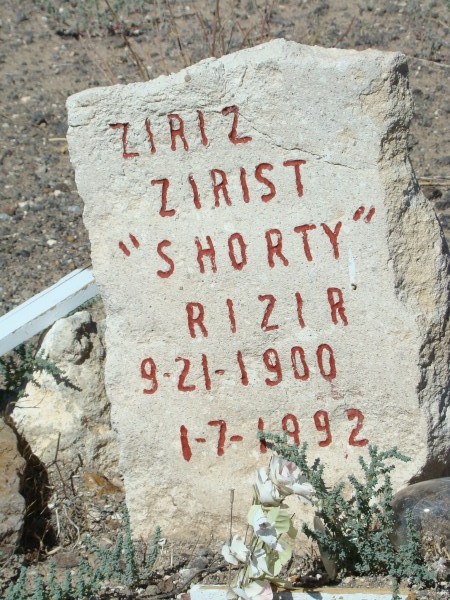 ZIRIZ
ZIRIST
"SHORTY"
RIZIR
9-21-1900
1-7-1992